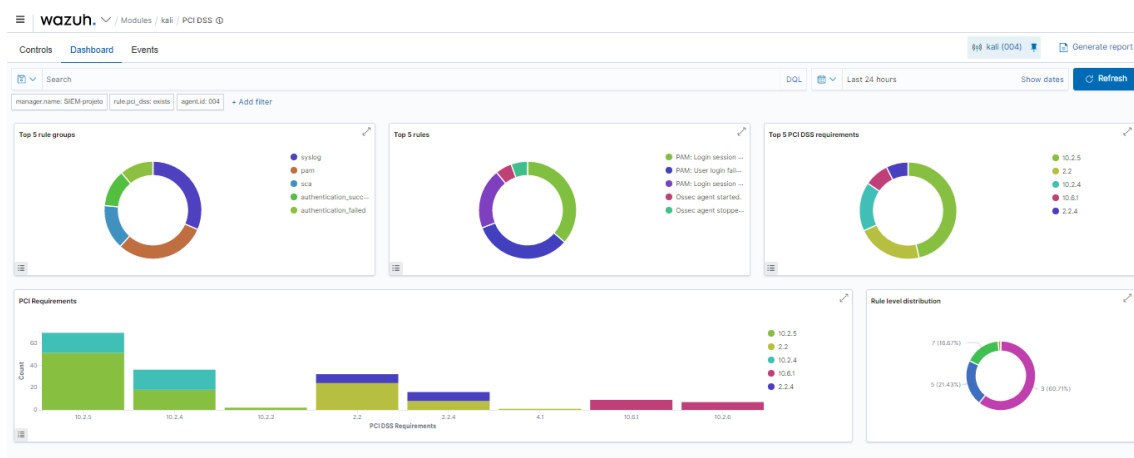 wazuh. / Modules / kali / PCI DSS
Controls Dashboard Events kali (004) Generate report
Search DQL Last 24 hours Show dates Refresh
manager.name: SIEM-projeto rule.pci_dss: exists agent.id: 004 + Add filter
Top 5 rule groups
syslog
pam
sca
authentication_succ...
authentication_failed
Top 5 rules
PAM: Login session ...
PAM: User login fail...
PAM: Login session ...
Ossec agent started.
Ossec agent stoppe...
Top 5 PCI DSS requirements
10.2.5
2.2
10.2.4
10.6.1
2.2.4
PCI Requirements
Count
60
40
20
0
10.2.5 10.2.4 10.2.2 2.2 2.2.4 4.1 10.6.1 10.2.6
PCI DSS Requirements
10.2.5
2.2
10.2.4
10.6.1
2.2.4
Rule level distribution
7 (16.67%)
5 (21.43%)
3 (60.71%)